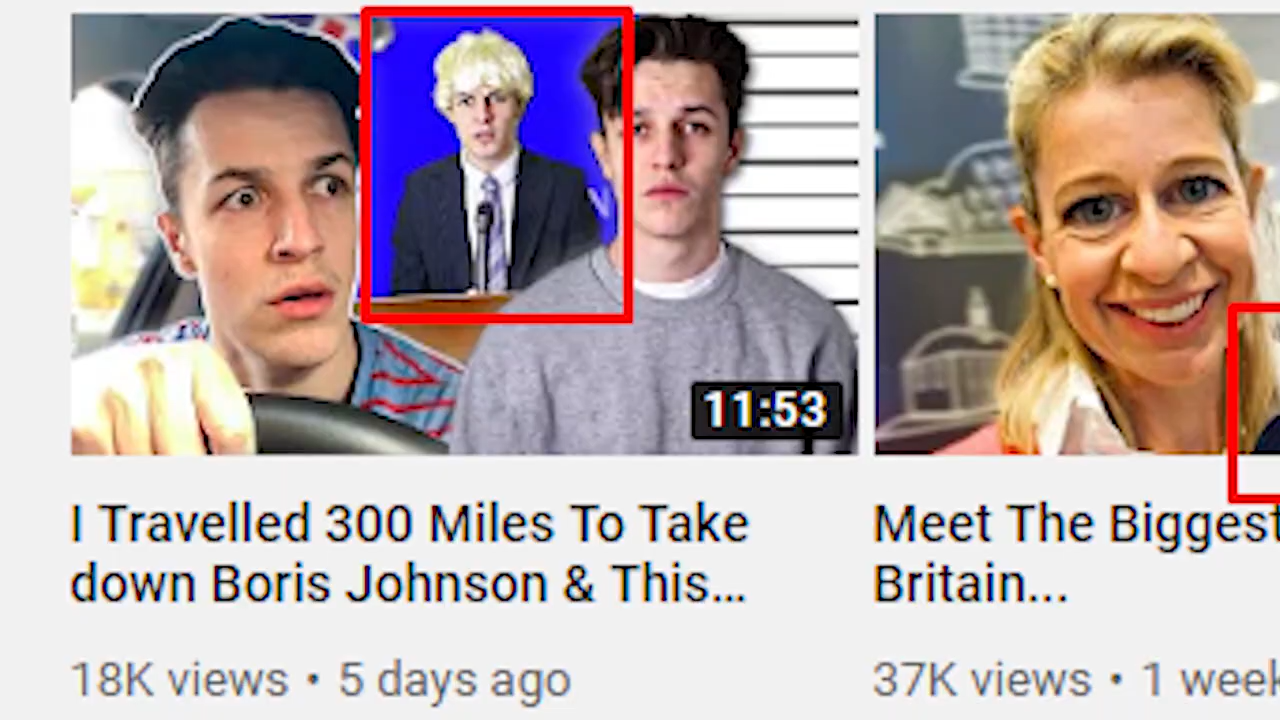 11:53
I Travelled 300 Miles To Take
down Boris Johnson & This...
18K views • 5 days ago
Meet The Biggest
Britain...
37K views • 1 week